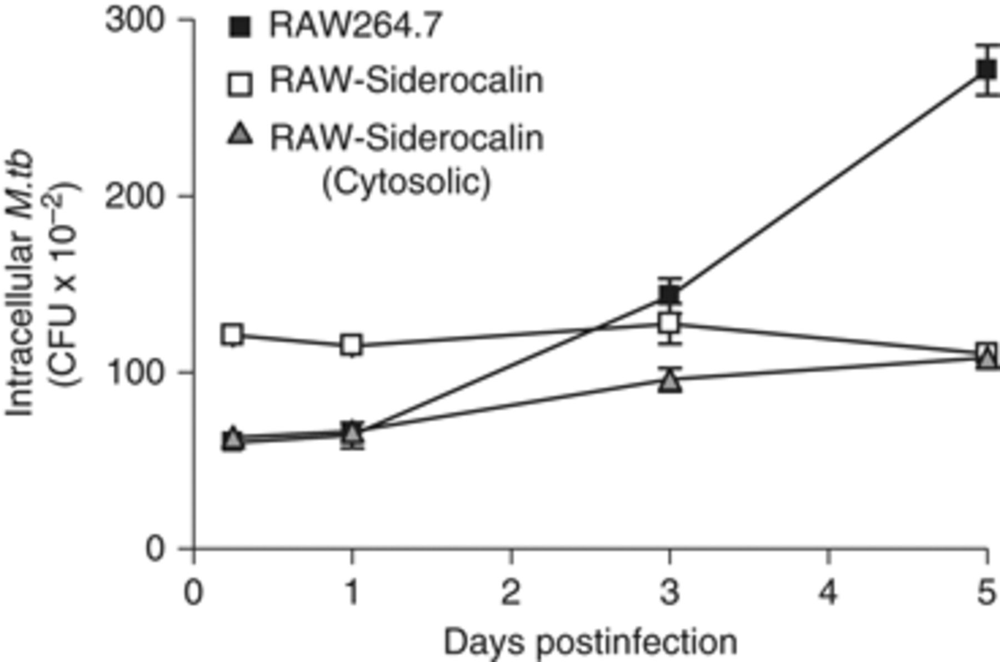 300
RAW264.7
RAW-Siderocalin
RAW-Siderocalin
(Cytosolic)
Intracellular M.tb
(CFU x 10⁻²)
200
100
0
0 1 2 3 4 5
Days postinfection